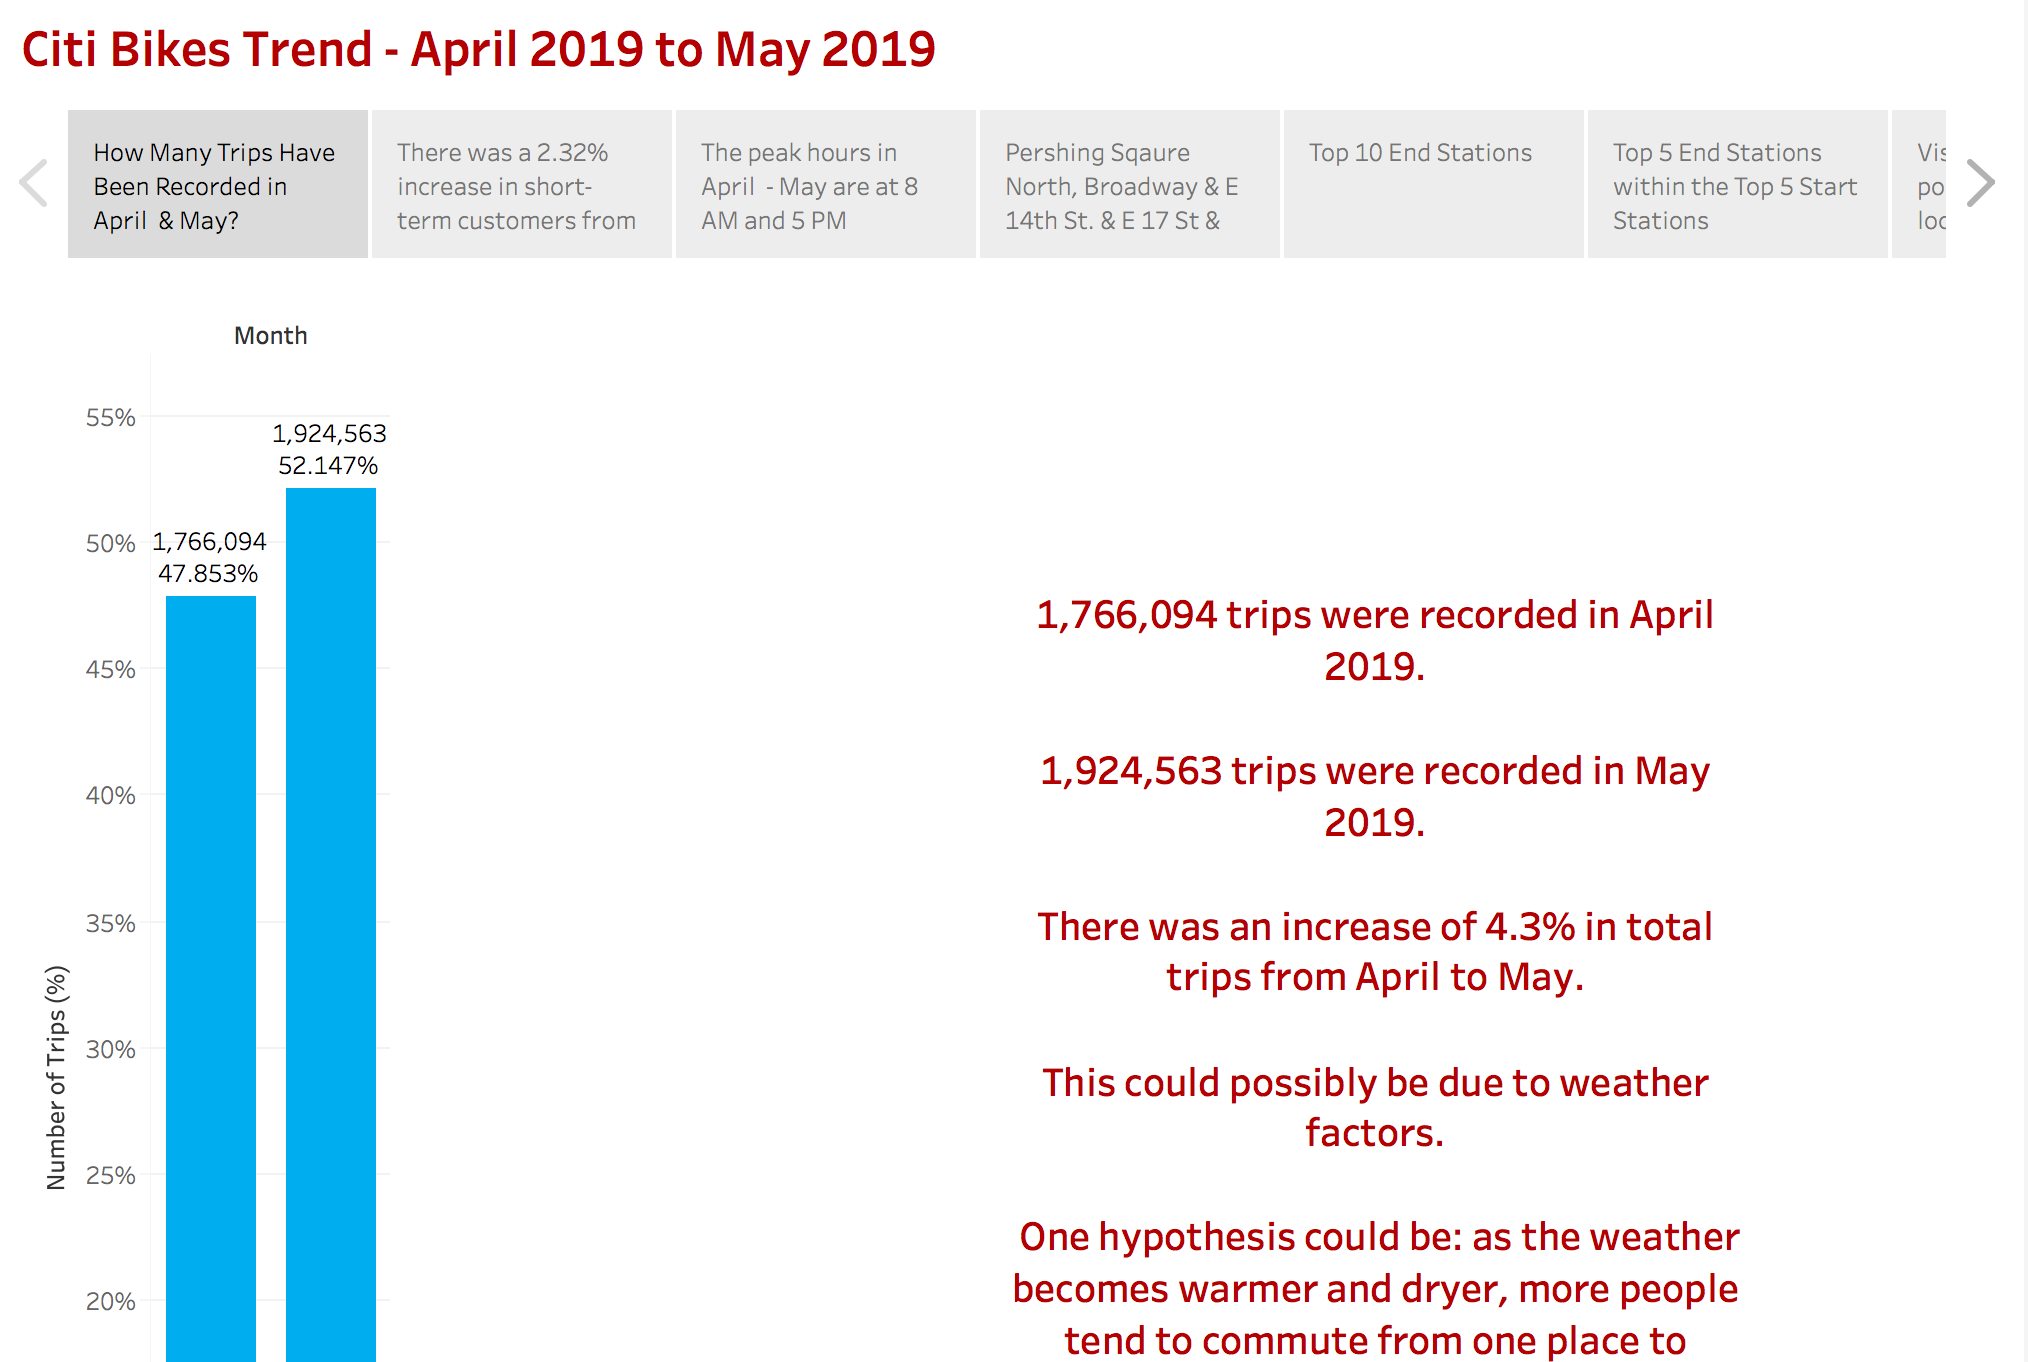 Citi Bikes Trend - April 2019 to May 2019
How Many Trips Have
Been Recorded in
April & May?
There was a 2.32%
increase in short-
term customers from
The peak hours in
April - May are at 8
AM and 5 PM
Pershing Sqaure
North, Broadway & E
14th St. & E 17 St &
Top 10 End Stations
Top 5 End Stations
within the Top 5 Start
Stations
Vis
po
loc
Month
55%
50%
45%
40%
35%
30%
25%
20%
Number of Trips (%)
1,924,563
52.147%
1,766,094
47.853%
1,766,094 trips were recorded in April
2019.
1,924,563 trips were recorded in May
2019.
There was an increase of 4.3% in total
trips from April to May.
This could possibly be due to weather
factors.
One hypothesis could be: as the weather
becomes warmer and dryer, more people
tend to commute from one place to